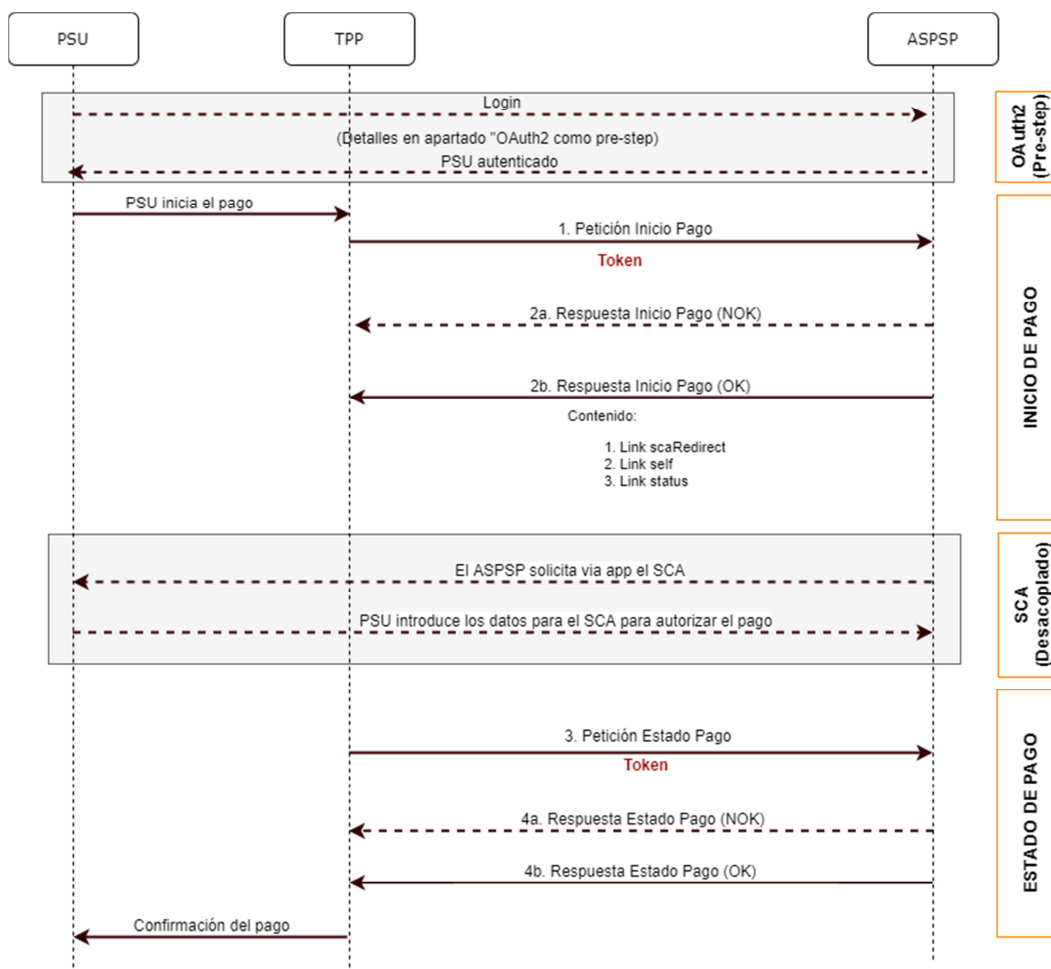 PSU
TPP
ASPSP
Login
(Detalles en apartado "OAuth2 como pre-step)
PSU autenticado
OAuth2
(Pre-step)
PSU inicia el pago
1. Petición Inicio Pago
Token
2a. Respuesta Inicio Pago (NOK)
2b. Respuesta Inicio Pago (OK)
Contenido:
1. Link scaRedirect
2. Link self
3. Link status
INICIO DE PAGO
El ASPSP solicita via app el SCA
PSU introduce los datos para el SCA para autorizar el pago
SCA
(Desacoplado)
3. Petición Estado Pago
Token
4a. Respuesta Estado Pago (NOK)
4b. Respuesta Estado Pago (OK)
Confirmación del pago
ESTADO DE PAGO